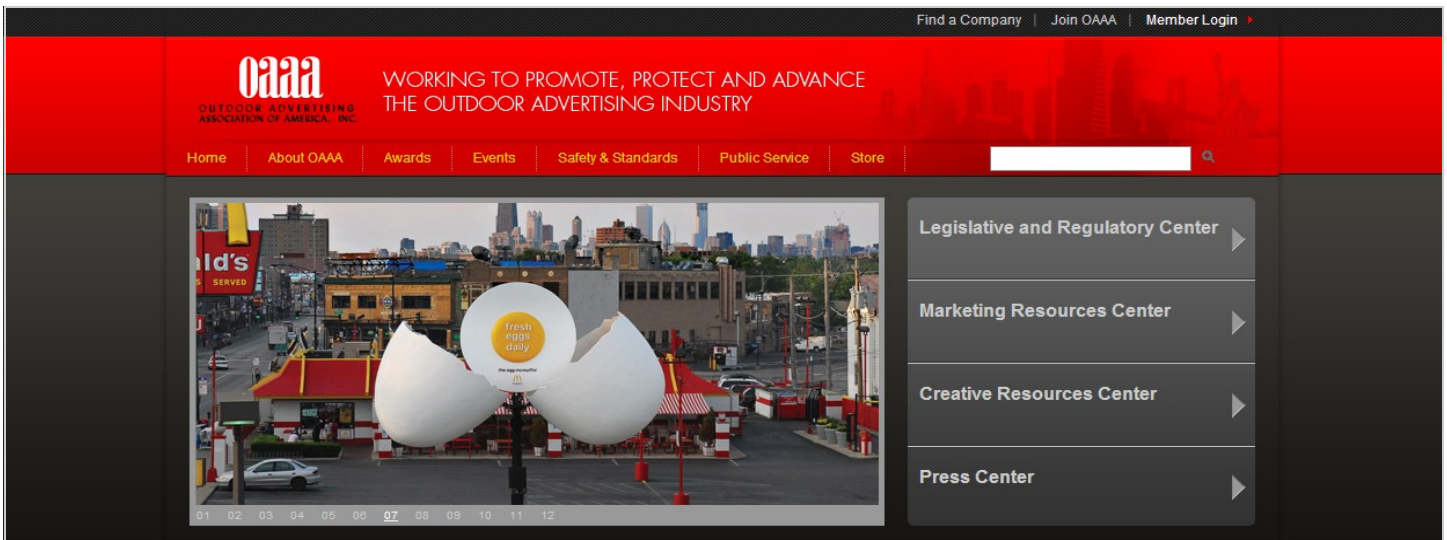 Find a Company | Join OAAA | Member Login
oaaa
OUTDOOR ADVERTISING
ASSOCIATION OF AMERICA, INC.
WORKING TO PROMOTE, PROTECT AND ADVANCE
THE OUTDOOR ADVERTISING INDUSTRY
Home
About OAAA
Awards
Events
Safety & Standards
Public Service
Store
ld's
SERVED
fresh
eggs
daily
the egg mcmuffin
01 02 03 04 05 06 07 08 09 10 11 12
Legislative and Regulatory Center
Marketing Resources Center
Creative Resources Center
Press Center